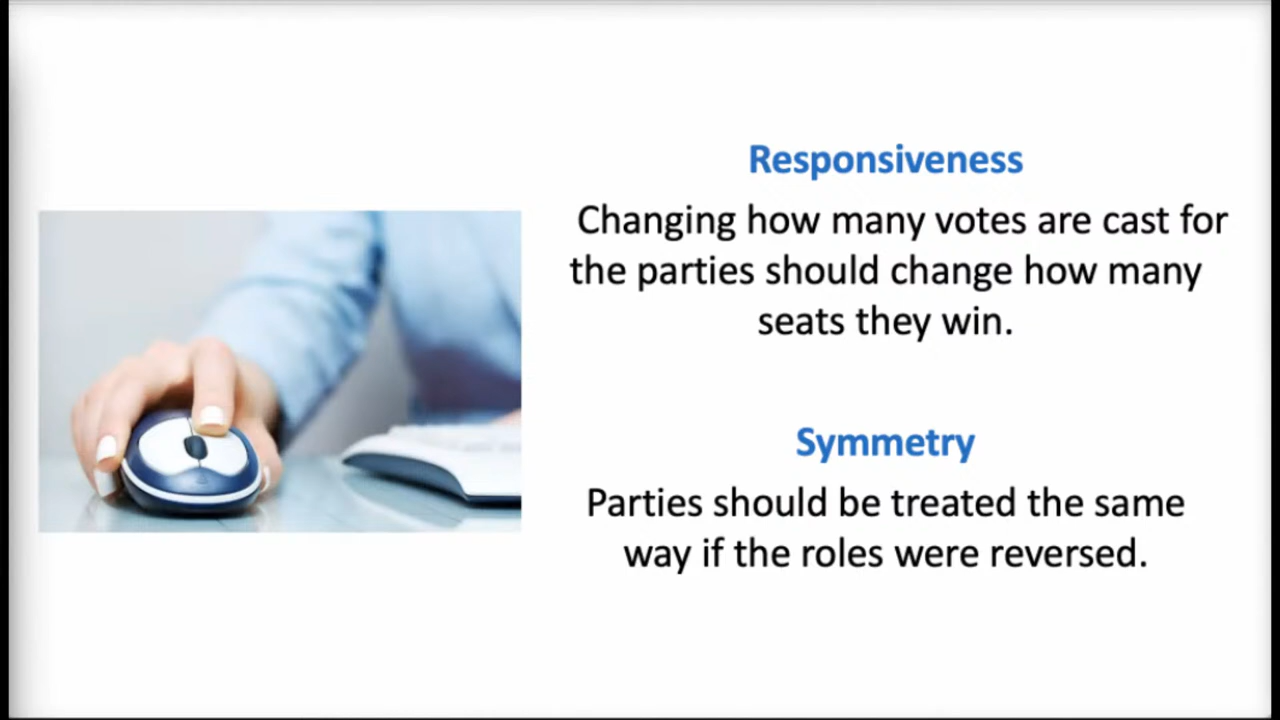 Responsiveness
Changing how many votes are cast for
the parties should change how many
seats they win.
Symmetry
Parties should be treated the same
way if the roles were reversed.